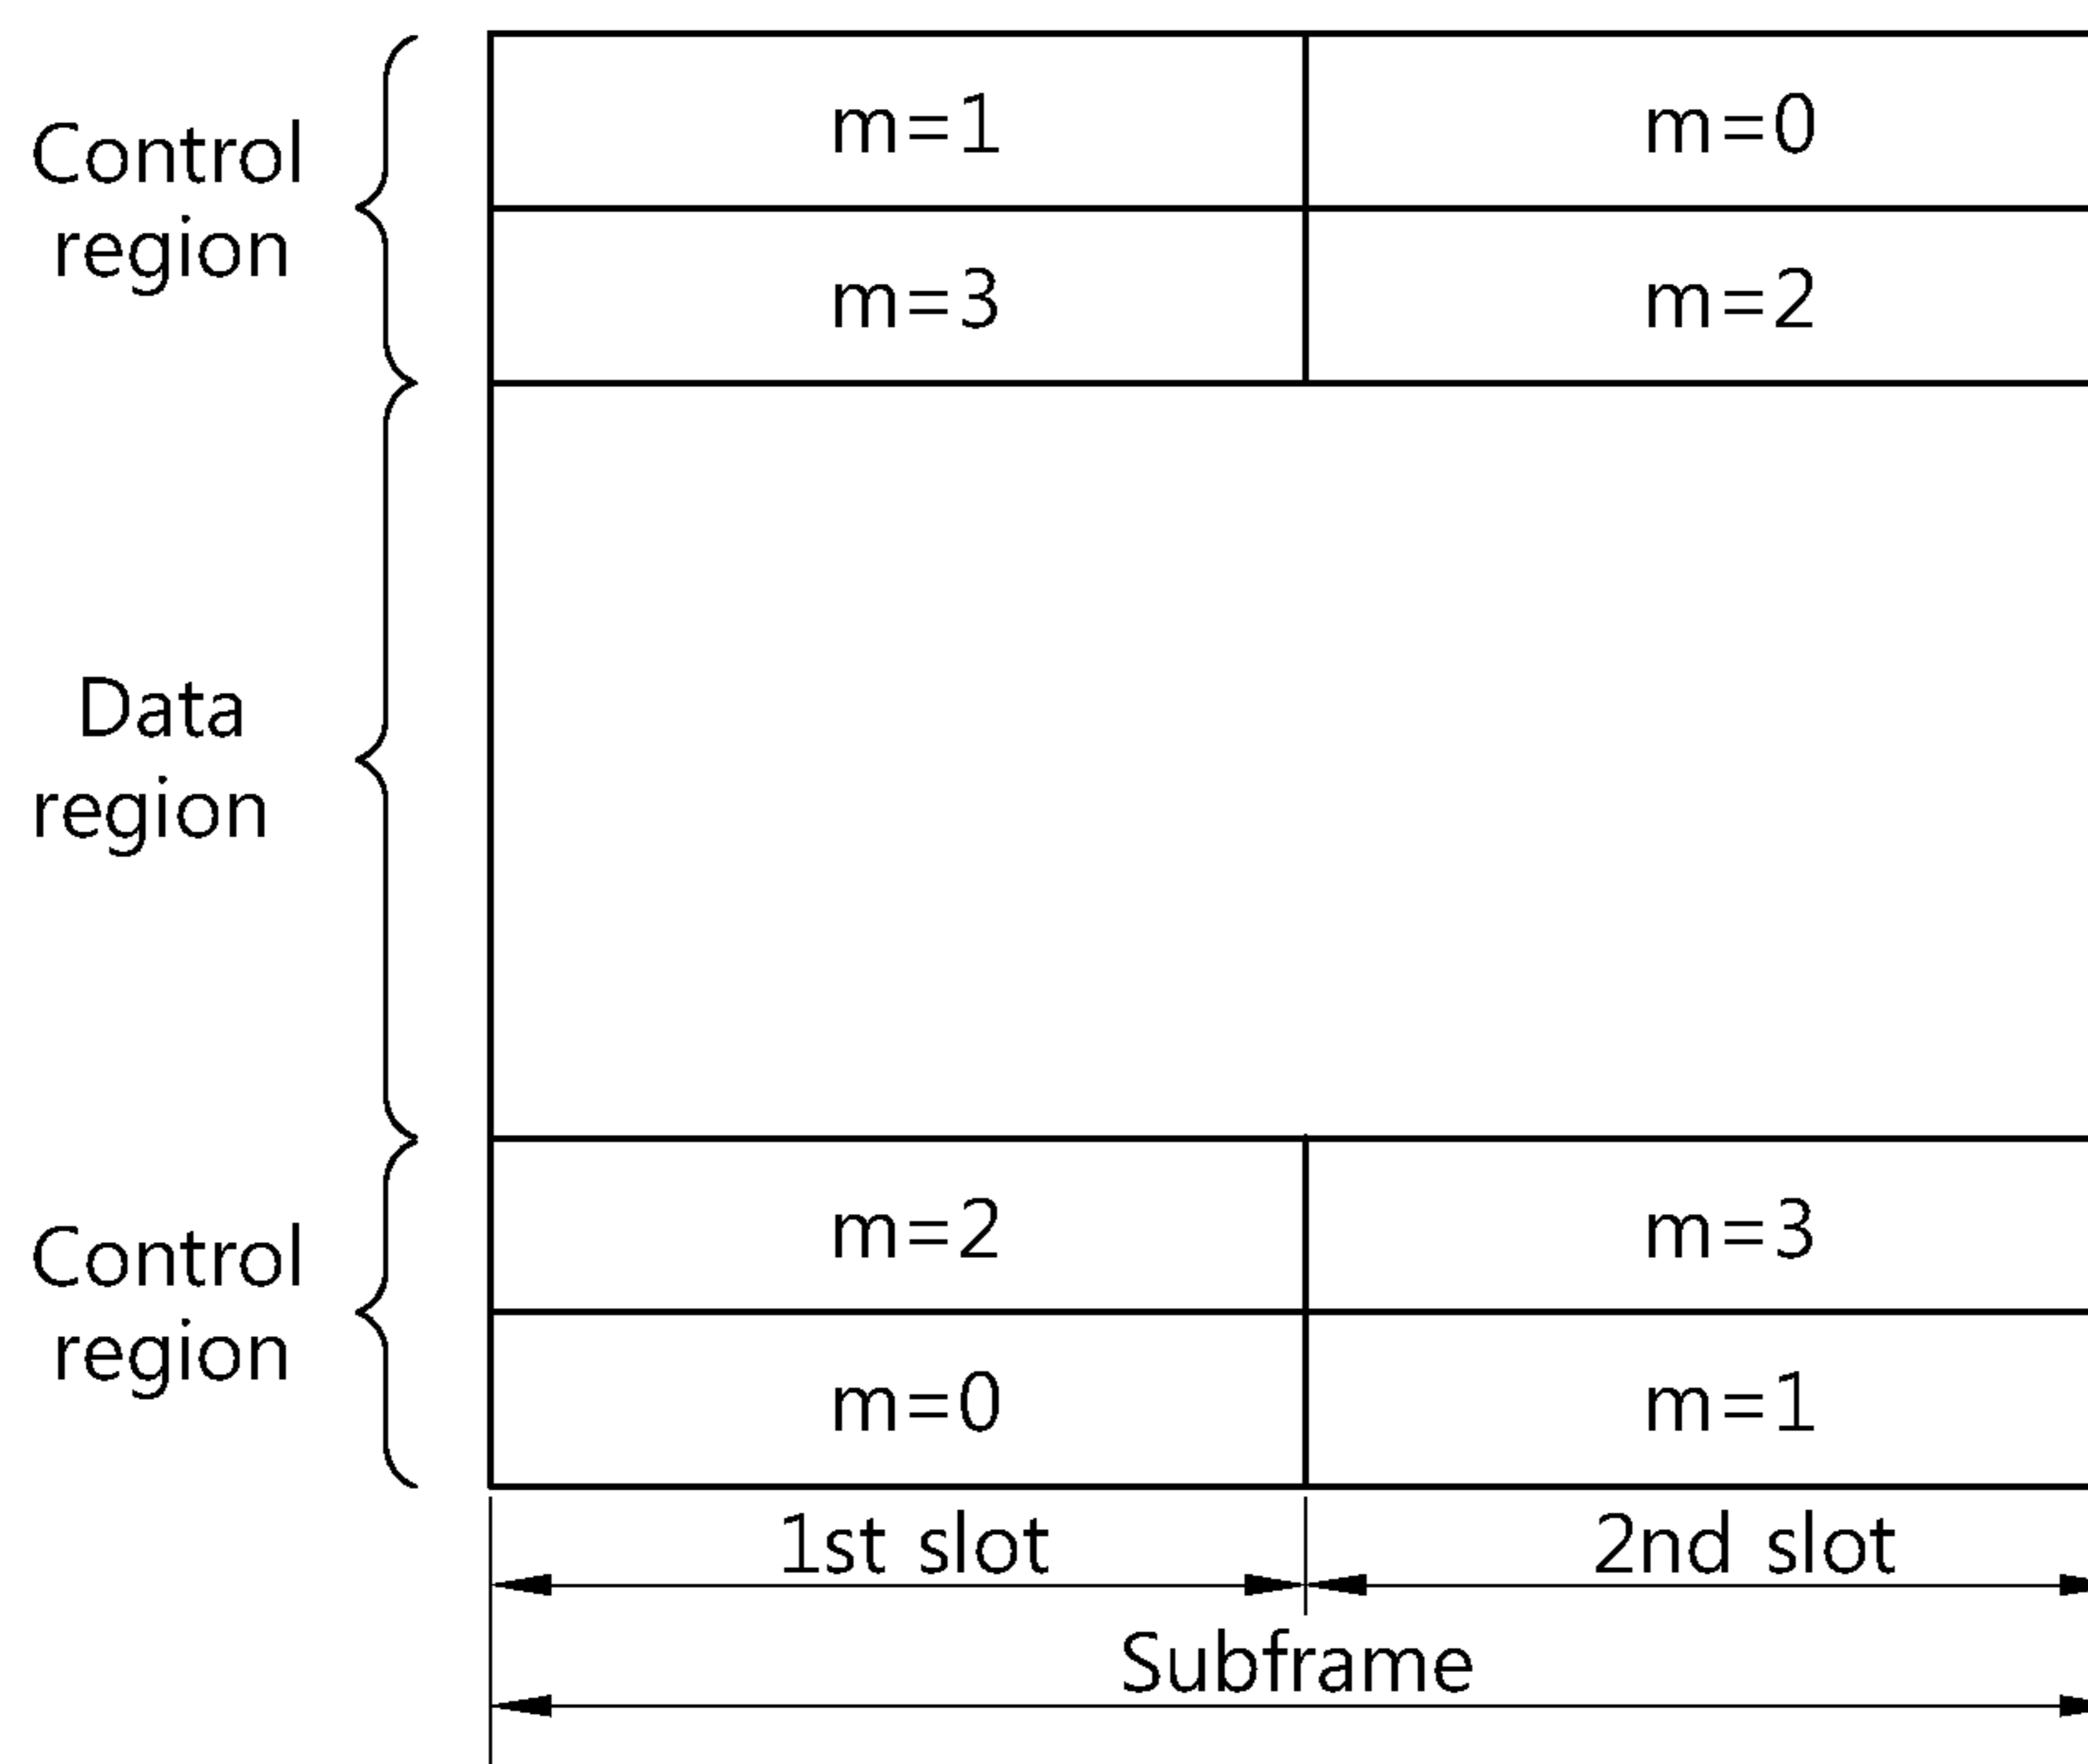 Control
region
m=1
m=0
m=3
m=2
Data
region
Control
region
m=2
m=3
m=0
m=1
1st slot
2nd slot
Subframe